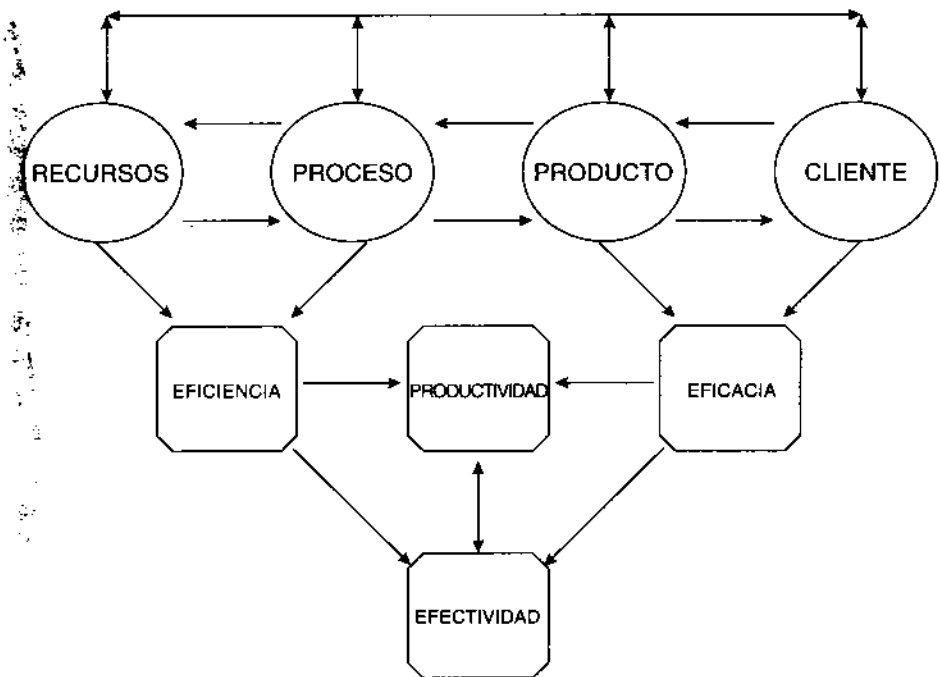 RECURSOS
PROCESO
PRODUCTO
CLIENTE
EFICIENCIA
PRODUCTIVIDAD
EFICACIA
EFECTIVIDAD